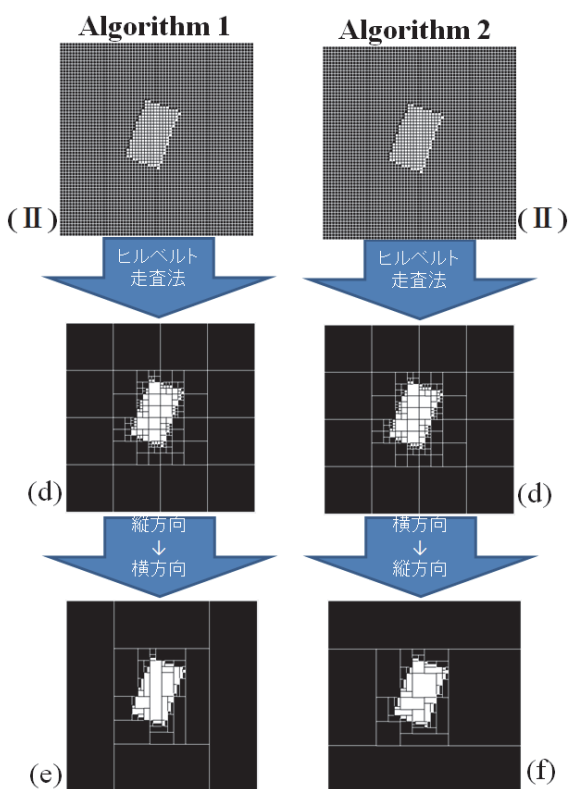 Algorithm 1
Algorithm 2
(Ⅱ)
(Ⅱ)
ヒルベルト
走査法
ヒルベルト
走査法
(d)
(d)
縦方向
↓
横方向
横方向
↓
縦方向
(e)
(f)